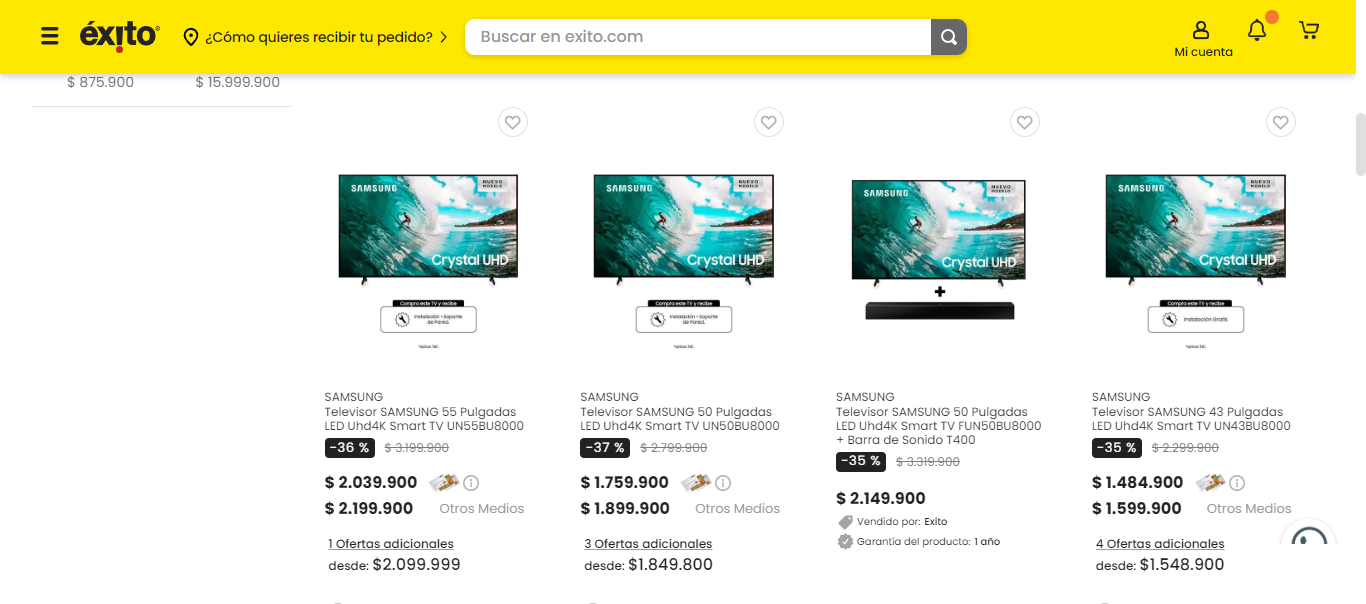 éxito
¿Cómo quieres recibir tu pedido?
Buscar en exito.com
Mi cuenta
$ 875.900
$ 15.999.900
SAMSUNG
NUEVO MODELO
Crystal UHD
Compra este TV y recibe
Instalación + Soporte
de Pared.
SAMSUNG
Televisor SAMSUNG 55 Pulgadas
LED Uhd4K Smart TV UN55BU8000
-36 %
$ 3.199.900
$ 2.039.900
$ 2.199.900
Otros Medios
1 Ofertas adicionales
desde: $2.099.999
SAMSUNG
NUEVO MODELO
Crystal UHD
Compra este TV y recibe
Instalación + Soporte
de Pared.
SAMSUNG
Televisor SAMSUNG 50 Pulgadas
LED Uhd4K Smart TV UN50BU8000
-37 %
$ 2.799.900
$ 1.759.900
$ 1.899.900
Otros Medios
3 Ofertas adicionales
desde: $1.849.800
SAMSUNG
NUEVO MODELO
Crystal UHD
+
SAMSUNG
Televisor SAMSUNG 50 Pulgadas
LED Uhd4K Smart TV FUN50BU8000
+ Barra de Sonido T400
-35 %
$ 3.319.900
$ 2.149.900
Vendido por: Exito
Garantía del producto: 1 año
SAMSUNG
NUEVO MODELO
Crystal UHD
Compra este TV y recibe
Instalación Gratis
SAMSUNG
Televisor SAMSUNG 43 Pulgadas
LED Uhd4K Smart TV UN43BU8000
-35 %
$ 2.299.900
$ 1.484.900
$ 1.599.900
Otros Medios
4 Ofertas adicionales
desde: $1.548.900